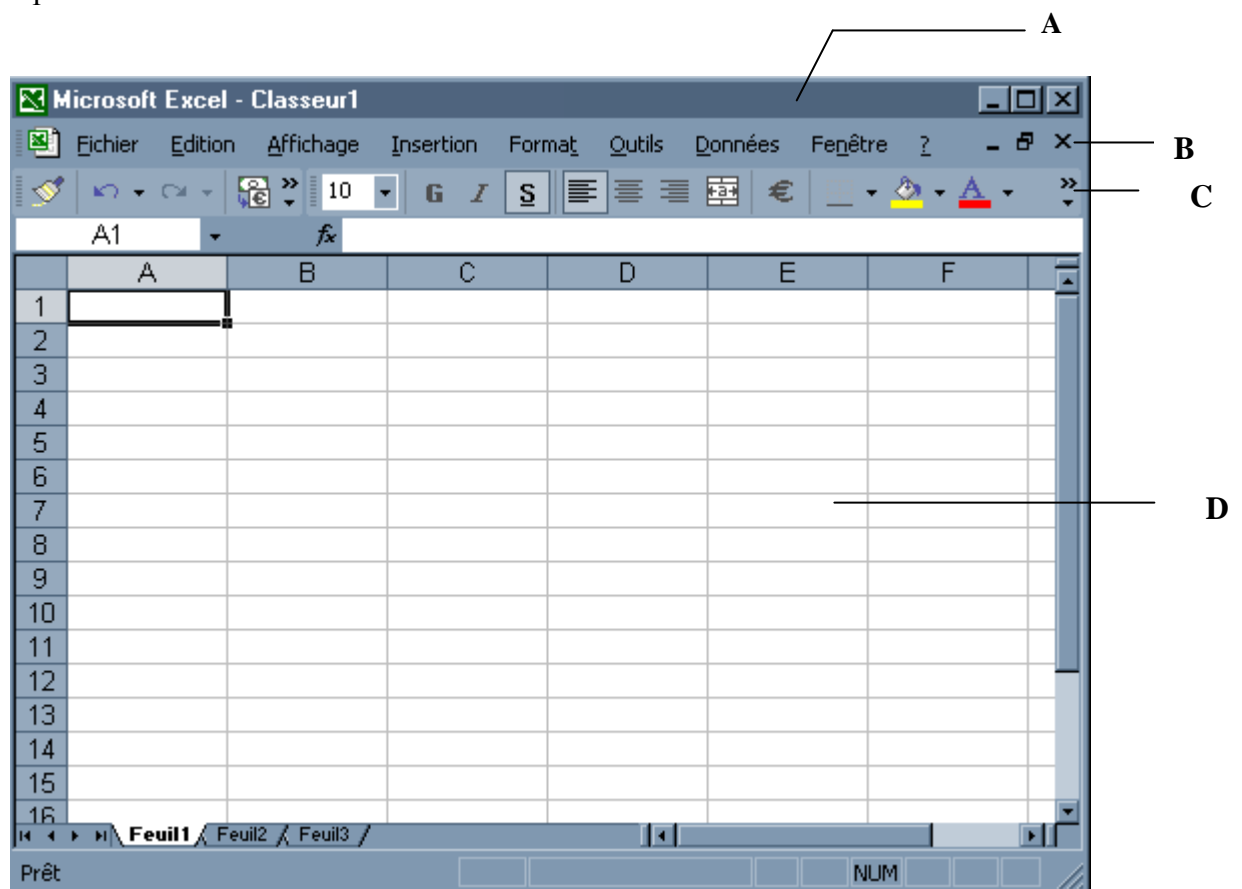 A
Microsoft Excel - Classeur1
Fichier Edition Affichage Insertion Format Outils Données Fenêtre ?
B
10 G I S € A
C
A1 fx
A B C D E F
1
2
3
4
5
6
7
D
8
9
10
11
12
13
14
15
16
Feuil1 Feuil2 Feuil3
Prêt NUM